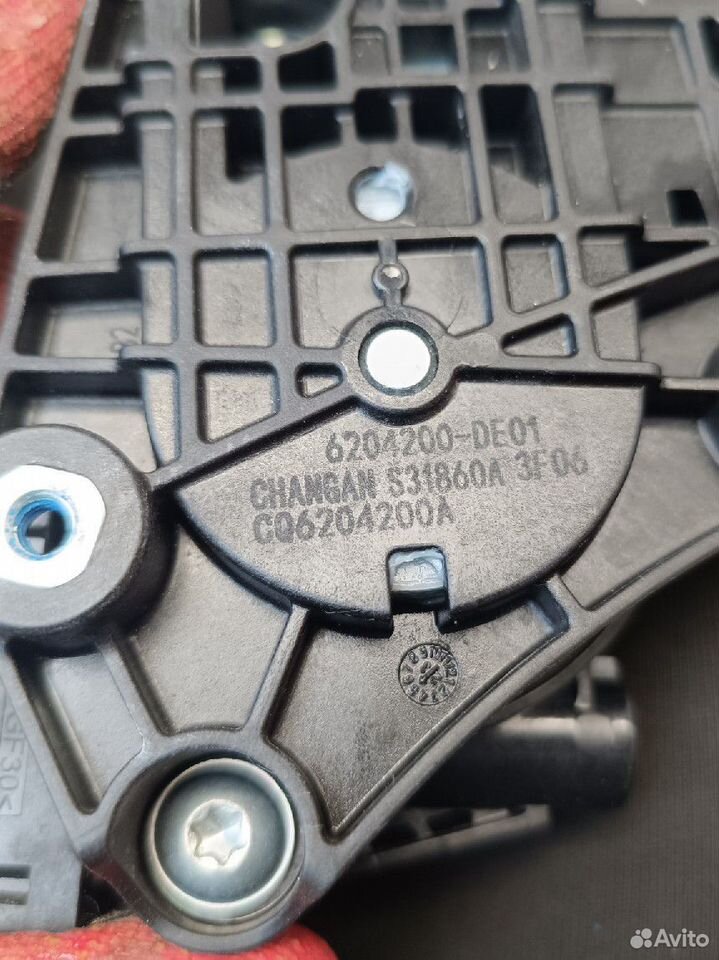 6204200-DE01
CHANGAN S31860A 3F06
CQ6204200A
Avito